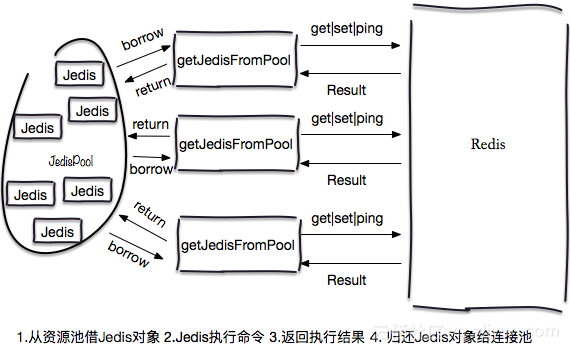 borrow
return
getJedisFromPool
get|set|ping
Result
Jedis
Jedis
Jedis
JedisPool
Jedis
Jedis
Jedis
return
borrow
getJedisFromPool
get|set|ping
Result
Redis
return
borrow
getJedisFromPool
get|set|ping
Result
1.从资源池借Jedis对象 2.Jedis执行命令 3.返回执行结果 4. 归还Jedis对象给连接池